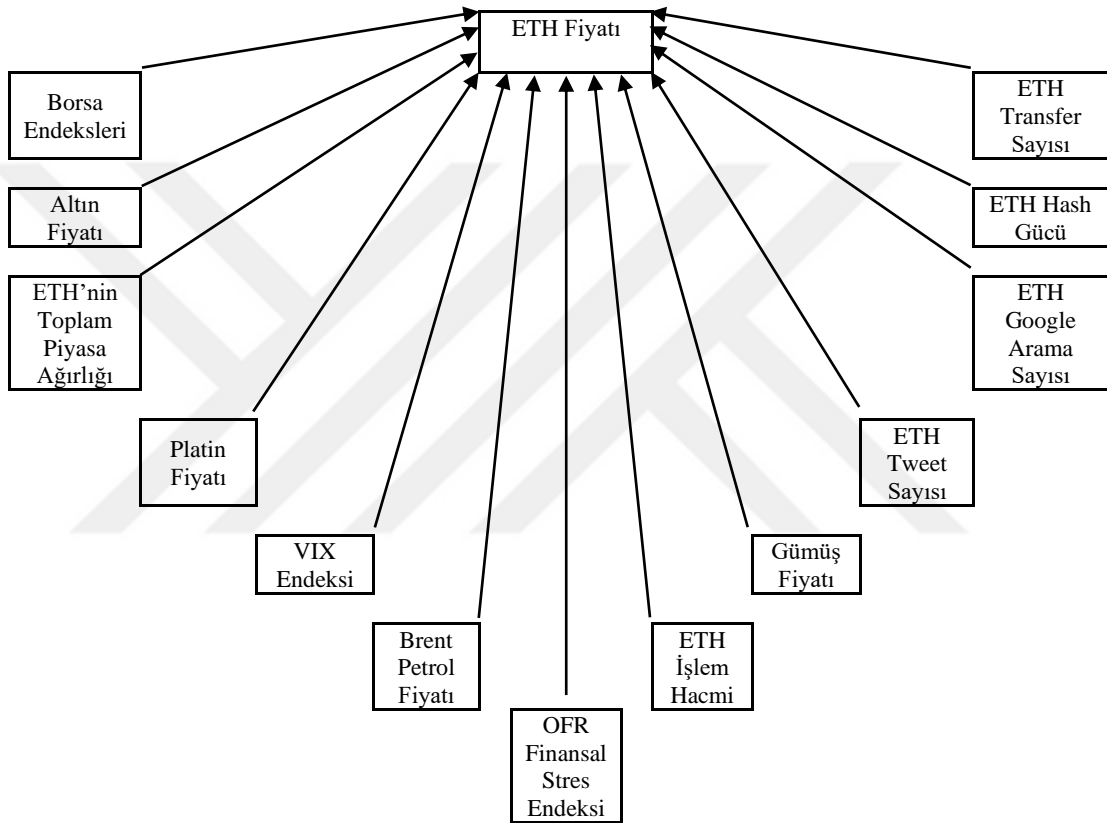 ETH Fiyatı
Borsa
Endeksleri
ETH
Transfer
Sayısı
Altın
Fiyatı
ETH Hash
Gücü
ETH’nin
Toplam
Piyasa
Ağırlığı
ETH
Google
Arama
Sayısı
Platin
Fiyatı
ETH
Tweet
Sayısı
VIX
Endeksi
Gümüş
Fiyatı
Brent
Petrol
Fiyatı
ETH
İşlem
Hacmi
OFR
Finansal
Stres
Endeksi